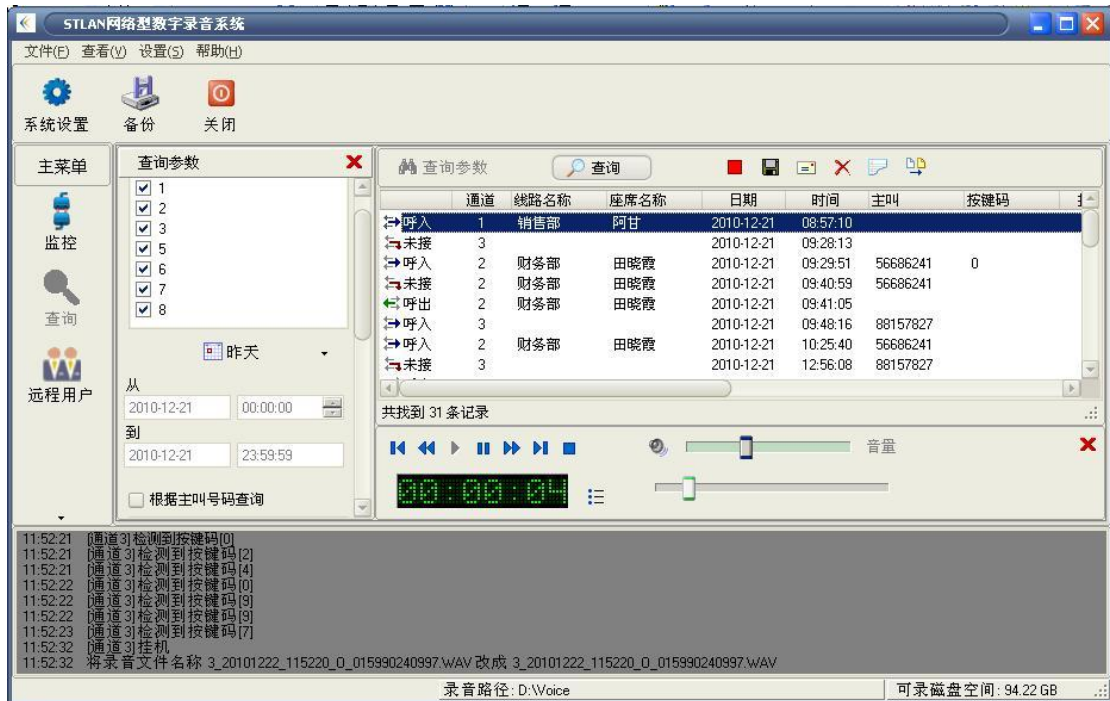 STLAN网络型数字录音系统
文件(F) 查看(V) 设置(S) 帮助(H)
系统设置 备份 关闭
主菜单
监控
查询
远程用户
查询参数
1
2
3
5
6
7
8
昨天
从
2010-12-21 00:00:00
到
2010-12-21 23:59:59
根据主叫号码查询
查询参数 查询
通道 线路名称 座席名称 日期 时间 主叫 按键码
呼入 1 销售部 阿甘 2010-12-21 08:57:10
未接 3 2010-12-21 09:28:13
呼入 2 财务部 田晓霞 2010-12-21 09:29:51 56686241 0
未接 2 财务部 田晓霞 2010-12-21 09:40:59 56686241
呼出 2 财务部 田晓霞 2010-12-21 09:41:05
呼入 3 2010-12-21 09:48:16 88157827
呼入 2 财务部 田晓霞 2010-12-21 10:25:40 56686241
未接 3 2010-12-21 12:56:08 88157827
共找到 31 条记录
音量
00:00:04
11:52:21 [通道3]检测到按键码[0]
11:52:21 [通道3]检测到按键码[2]
11:52:21 [通道3]检测到按键码[4]
11:52:22 [通道3]检测到按键码[0]
11:52:22 [通道3]检测到按键码[9]
11:52:22 [通道3]检测到按键码[9]
11:52:23 [通道3]检测到按键码[7]
11:52:32 [通道3]挂机
11:52:32 将录音文件名称 3_20101222_115220_O_015990240997.WAV 改成 3_20101222_115220_O_015990240997.WAV
录音路径: D:\Voice
可录磁盘空间: 94.22 GB